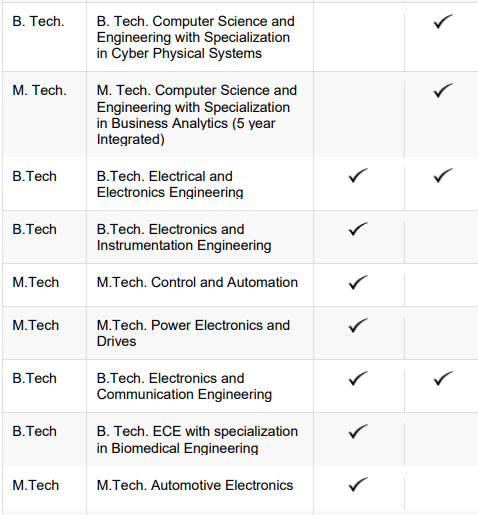 B. Tech. B. Tech. Computer Science and
Engineering with Specialization
in Cyber Physical Systems
M. Tech. M. Tech. Computer Science and
Engineering with Specialization
in Business Analytics (5 year
Integrated)
B.Tech B.Tech. Electrical and
Electronics Engineering
B.Tech B.Tech. Electronics and
Instrumentation Engineering
M.Tech M.Tech. Control and Automation
M.Tech M.Tech. Power Electronics and
Drives
B.Tech B.Tech. Electronics and
Communication Engineering
B.Tech B. Tech. ECE with specialization
in Biomedical Engineering
M.Tech M.Tech. Automotive Electronics